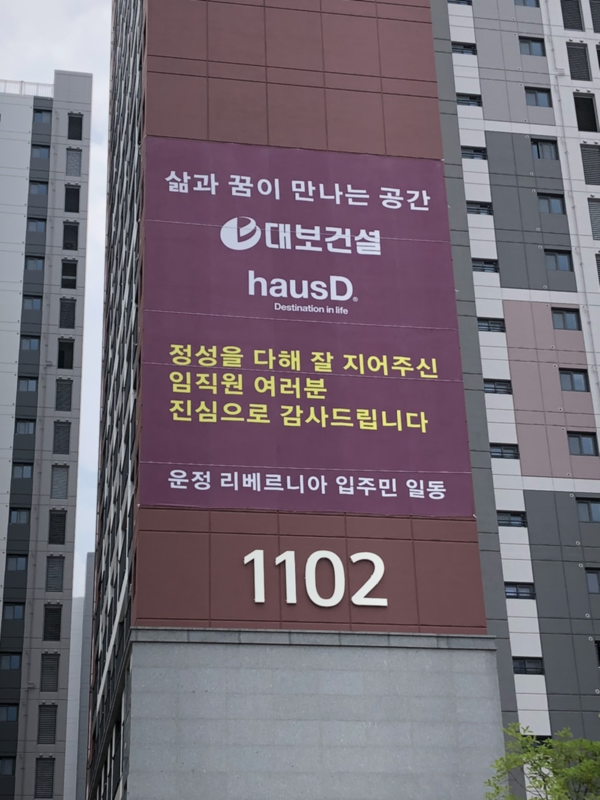 삶과 꿈이 만나는 공간
대보건설
hausD®
Destination in life
정성을 다해 잘 지어주신
임직원 여러분
진심으로 감사드립니다
운정 리베르니아 입주민 일동
1102